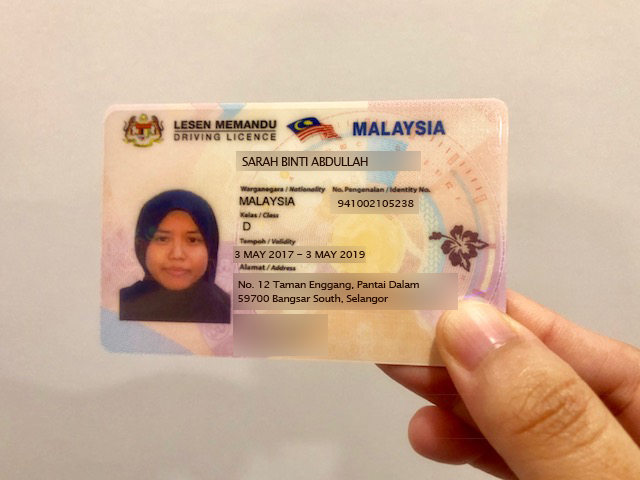 LESEN MEMANDU
DRIVING LICENCE
MALAYSIA
SARAH BINTI ABDULLAH
Warganegara / Nationality No. Pengenalan / Identity No.
MALAYSIA 941002105238
Kelas / Class
D
Tempoh / Validity
3 MAY 2017 – 3 MAY 2019
Alamat / Address
No. 12 Taman Enggang, Pantai Dalam
59700 Bangsar South, Selangor